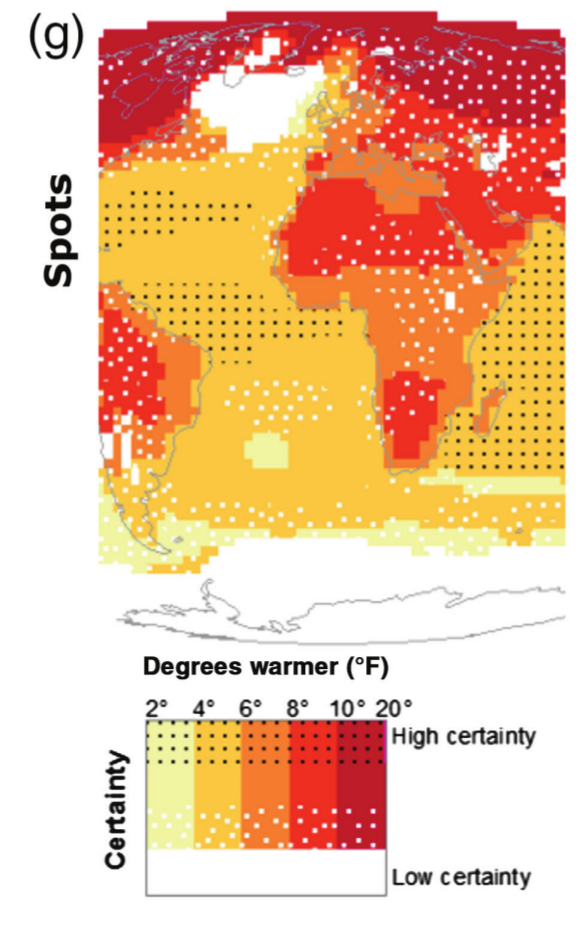 (g)
Spots
Degrees warmer (°F)
2° 4° 6° 8° 10° 20°
High certainty
Certainty
Low certainty